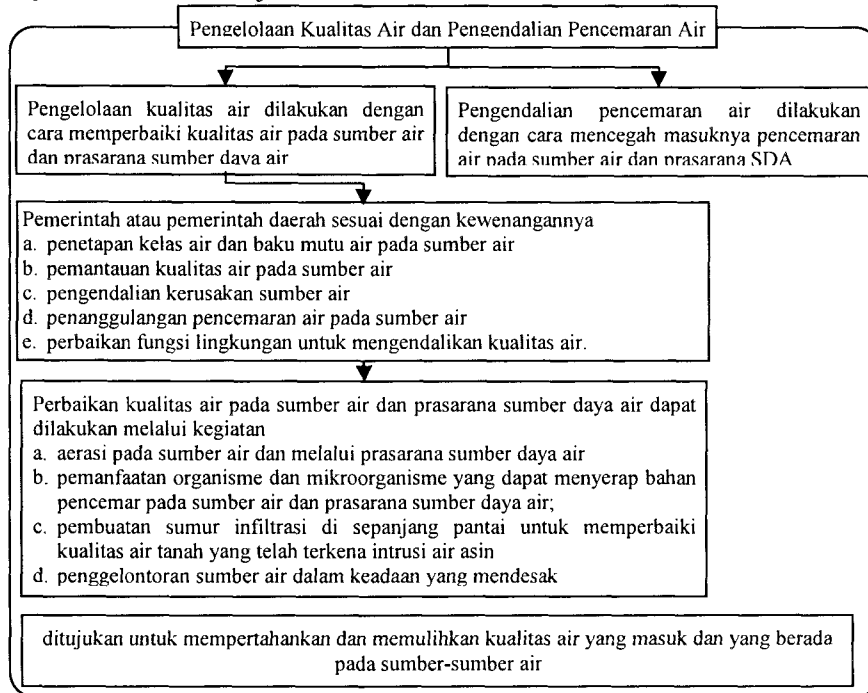 Pengelolaan Kualitas Air dan Pengendalian Pencemaran Air
Pengelolaan kualitas air dilakukan dengan
cara memperbaiki kualitas air pada sumber air
dan prasarana sumber daya air
Pengendalian pencemaran air dilakukan
dengan cara mencegah masuknya pencemaran
air pada sumber air dan prasarana SDA
Pemerintah atau pemerintah daerah sesuai dengan kewenangannya
a. penetapan kelas air dan baku mutu air pada sumber air
b. pemantauan kualitas air pada sumber air
c. pengendalian kerusakan sumber air
d. penanggulangan pencemaran air pada sumber air
e. perbaikan fungsi lingkungan untuk mengendalikan kualitas air.
Perbaikan kualitas air pada sumber air dan prasarana sumber daya air dapat
dilakukan melalui kegiatan
a. aerasi pada sumber air dan melalui prasarana sumber daya air
b. pemanfaatan organisme dan mikroorganisme yang dapat menyerap bahan
pencemar pada sumber air dan prasarana sumber daya air;
c. pembuatan sumur infiltrasi di sepanjang pantai untuk memperbaiki
kualitas air tanah yang telah terkena intrusi air asin
d. penggelontoran sumber air dalam keadaan yang mendesak
ditujukan untuk mempertahankan dan memulihkan kualitas air yang masuk dan yang berada
pada sumber-sumber air